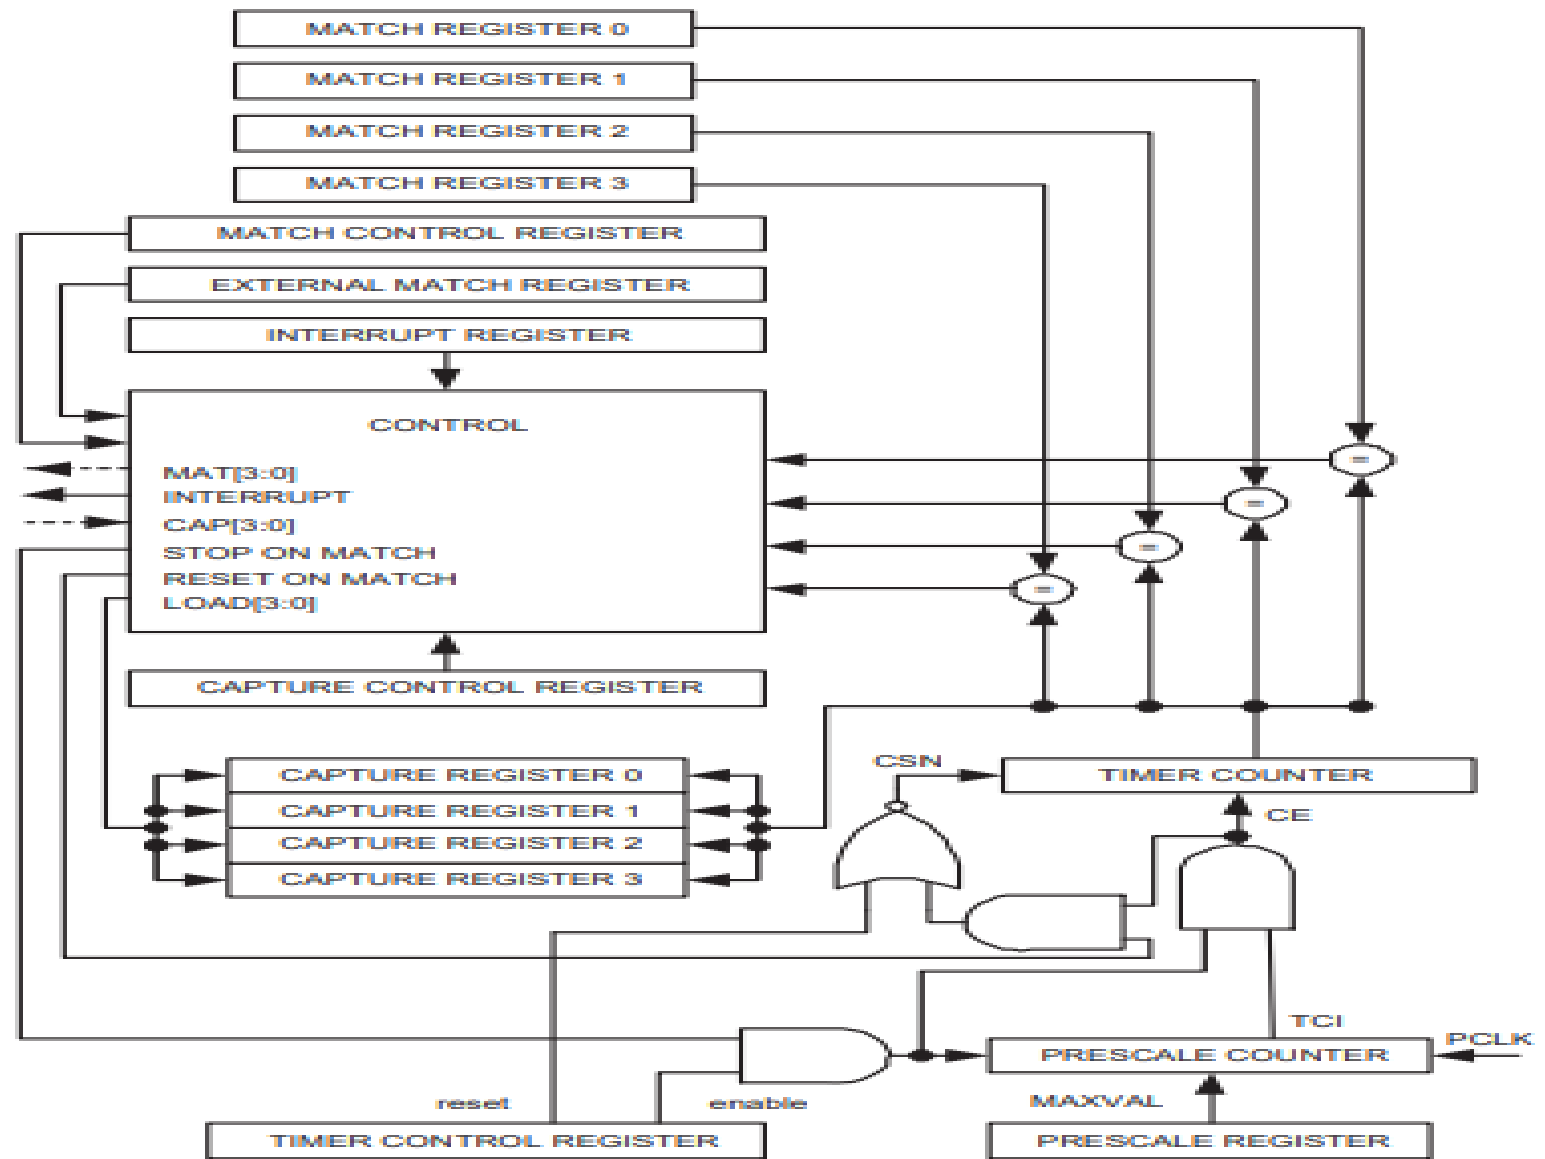 MATCH REGISTER 0
MATCH REGISTER 1
MATCH REGISTER 2
MATCH REGISTER 3
MATCH CONTROL REGISTER
EXTERNAL MATCH REGISTER
INTERRUPT REGISTER
CONTROL
=
=
=
=
MAT[3:0]
INTERRUPT
CAP[3:0]
STOP ON MATCH
RESET ON MATCH
LOAD[3:0]
CAPTURE CONTROL REGISTER
CSN
TIMER COUNTER
CAPTURE REGISTER 0
CAPTURE REGISTER 1
CAPTURE REGISTER 2
CAPTURE REGISTER 3
CE
TCI
PCLK
PRESCALE COUNTER
reset
enable
MAXVAL
TIMER CONTROL REGISTER
PRESCALE REGISTER